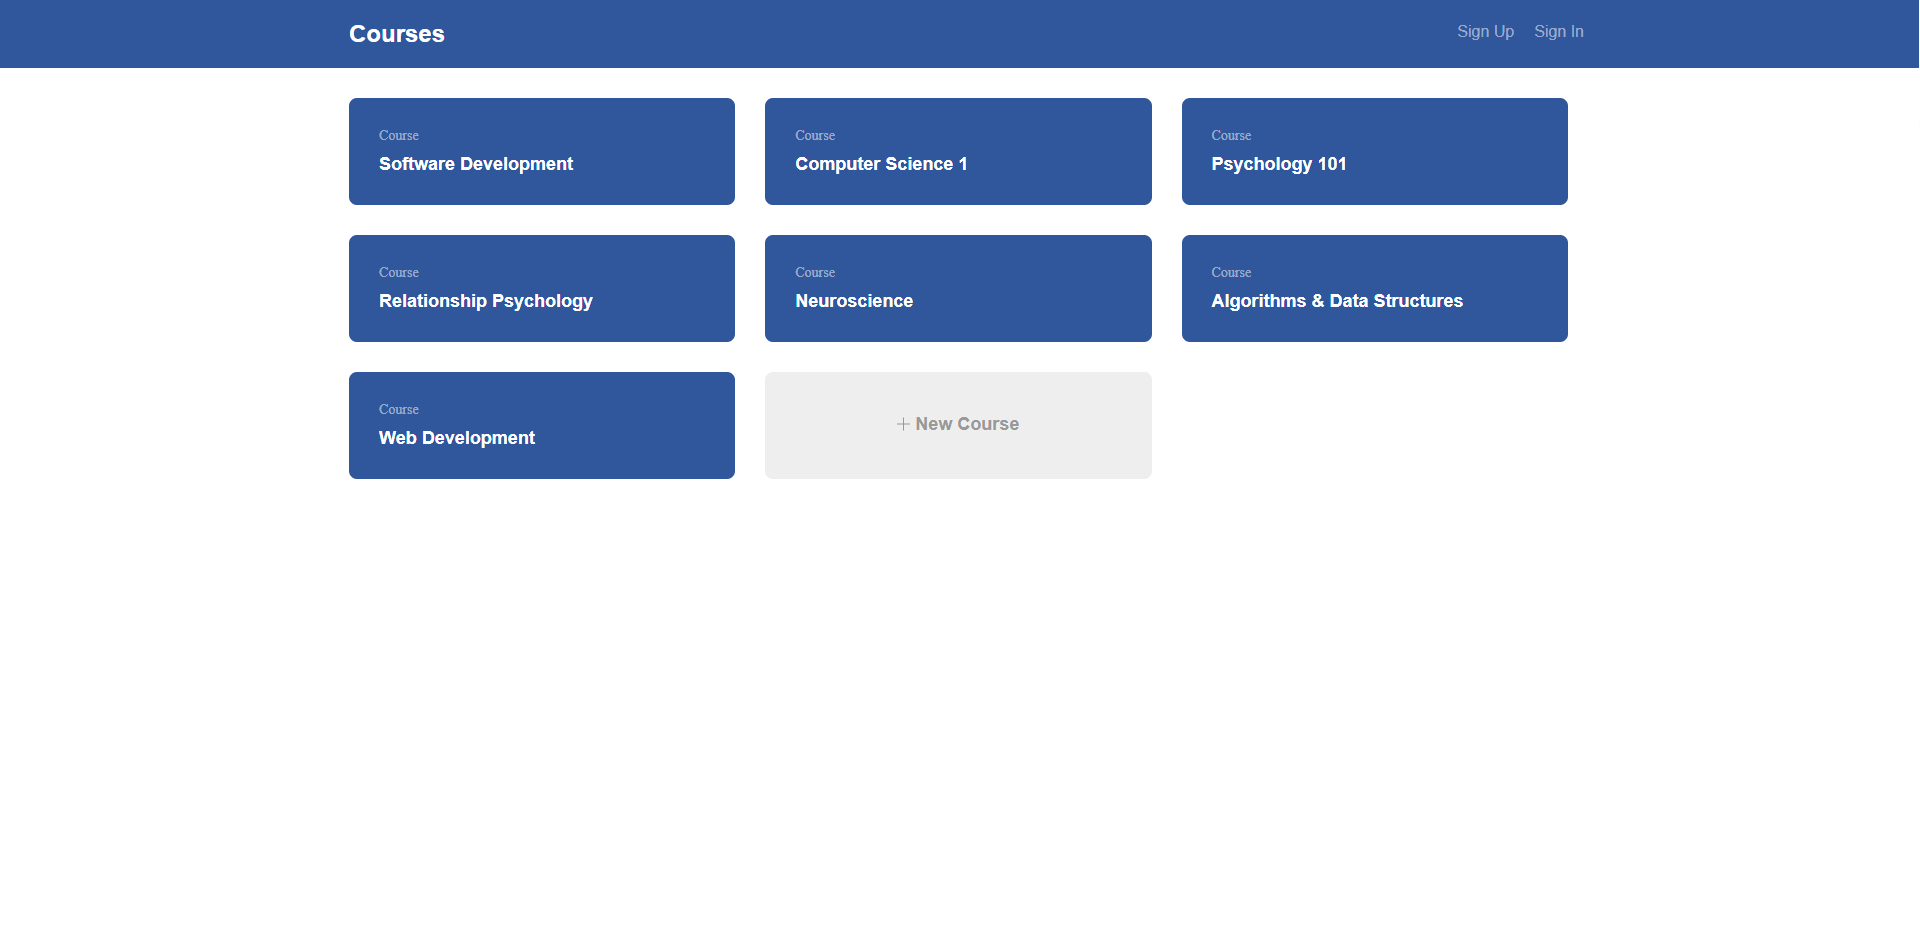 Courses
Sign Up Sign In
Course
Software Development
Course
Computer Science 1
Course
Psychology 101
Course
Relationship Psychology
Course
Neuroscience
Course
Algorithms & Data Structures
Course
Web Development
+ New Course